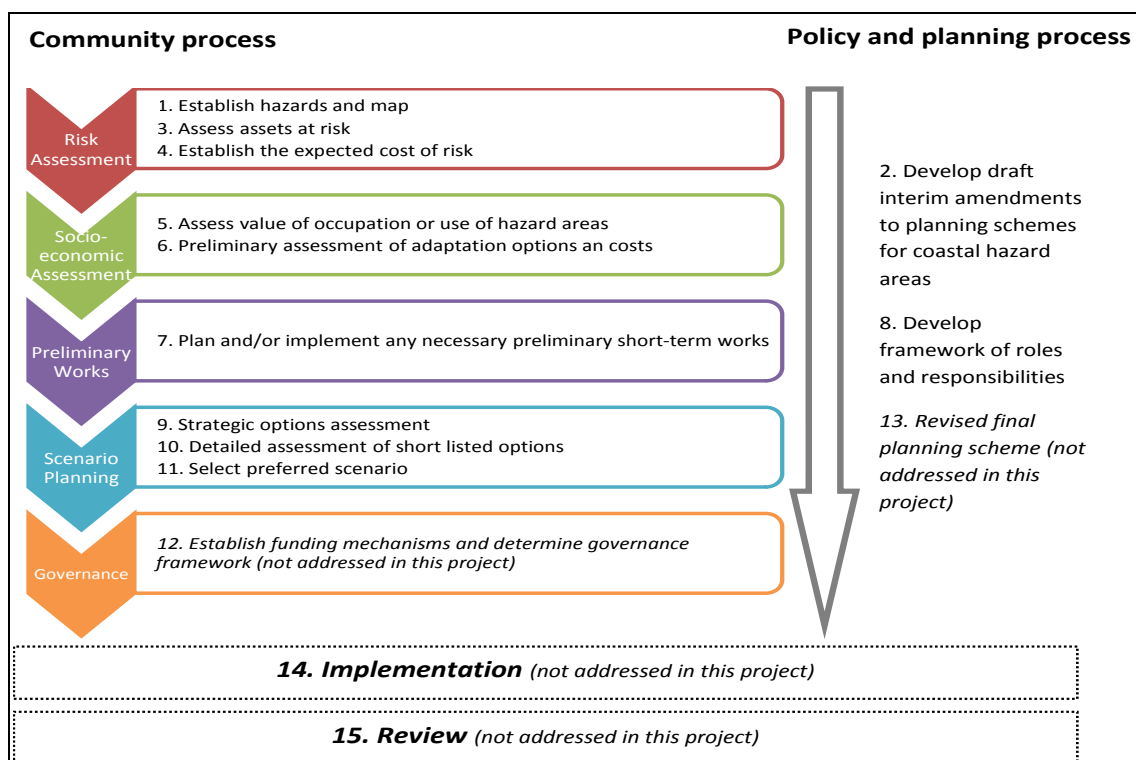 Community process
Policy and planning process
Risk
Assessment
1. Establish hazards and map
3. Assess assets at risk
4. Establish the expected cost of risk
Socio-
economic
Assessment
5. Assess value of occupation or use of hazard areas
6. Preliminary assessment of adaptation options an costs
Preliminary
Works
7. Plan and/or implement any necessary preliminary short-term works
Scenario
Planning
9. Strategic options assessment
10. Detailed assessment of short listed options
11. Select preferred scenario
Governance
12. Establish funding mechanisms and determine governance
framework (not addressed in this project)
2. Develop draft
interim amendments
to planning schemes
for coastal hazard
areas
8. Develop
framework of roles
and responsibilities
13. Revised final
planning scheme (not
addressed in this
project)
14. Implementation (not addressed in this project)
15. Review (not addressed in this project)